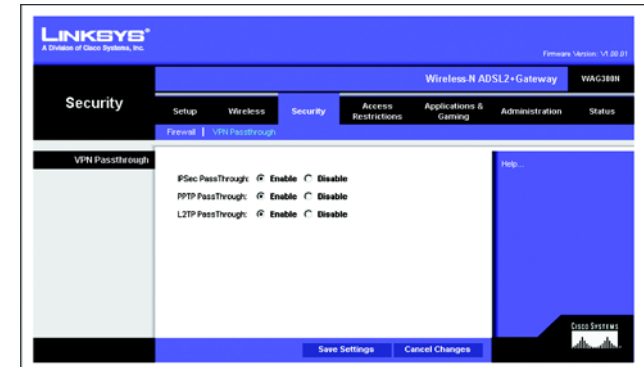 LINKSYS®
A Division of Cisco Systems, Inc.
Firmware Version: V1.00.01
Wireless-N ADSL2+Gateway WAG300N
Security
Setup Wireless Security Access Restrictions Applications & Gaming Administration Status
Firewall | VPN Passthrough
VPN Passthrough
IPSec PassThrough: Enable Disable
PPTP PassThrough: Enable Disable
L2TP PassThrough: Enable Disable
Help...
Save Settings Cancel Changes
CISCO SYSTEMS